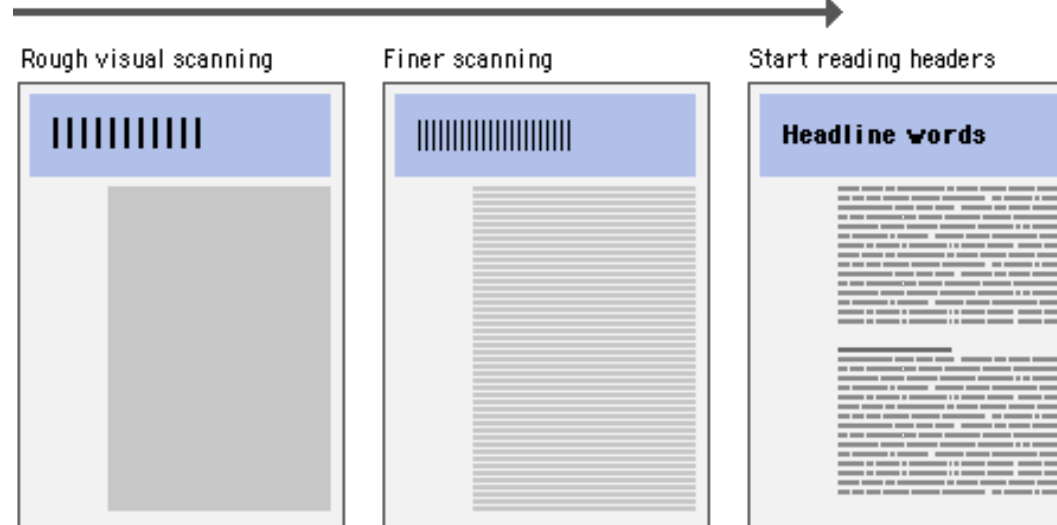 Rough visual scanning
Finer scanning
Start reading headers
Headline words